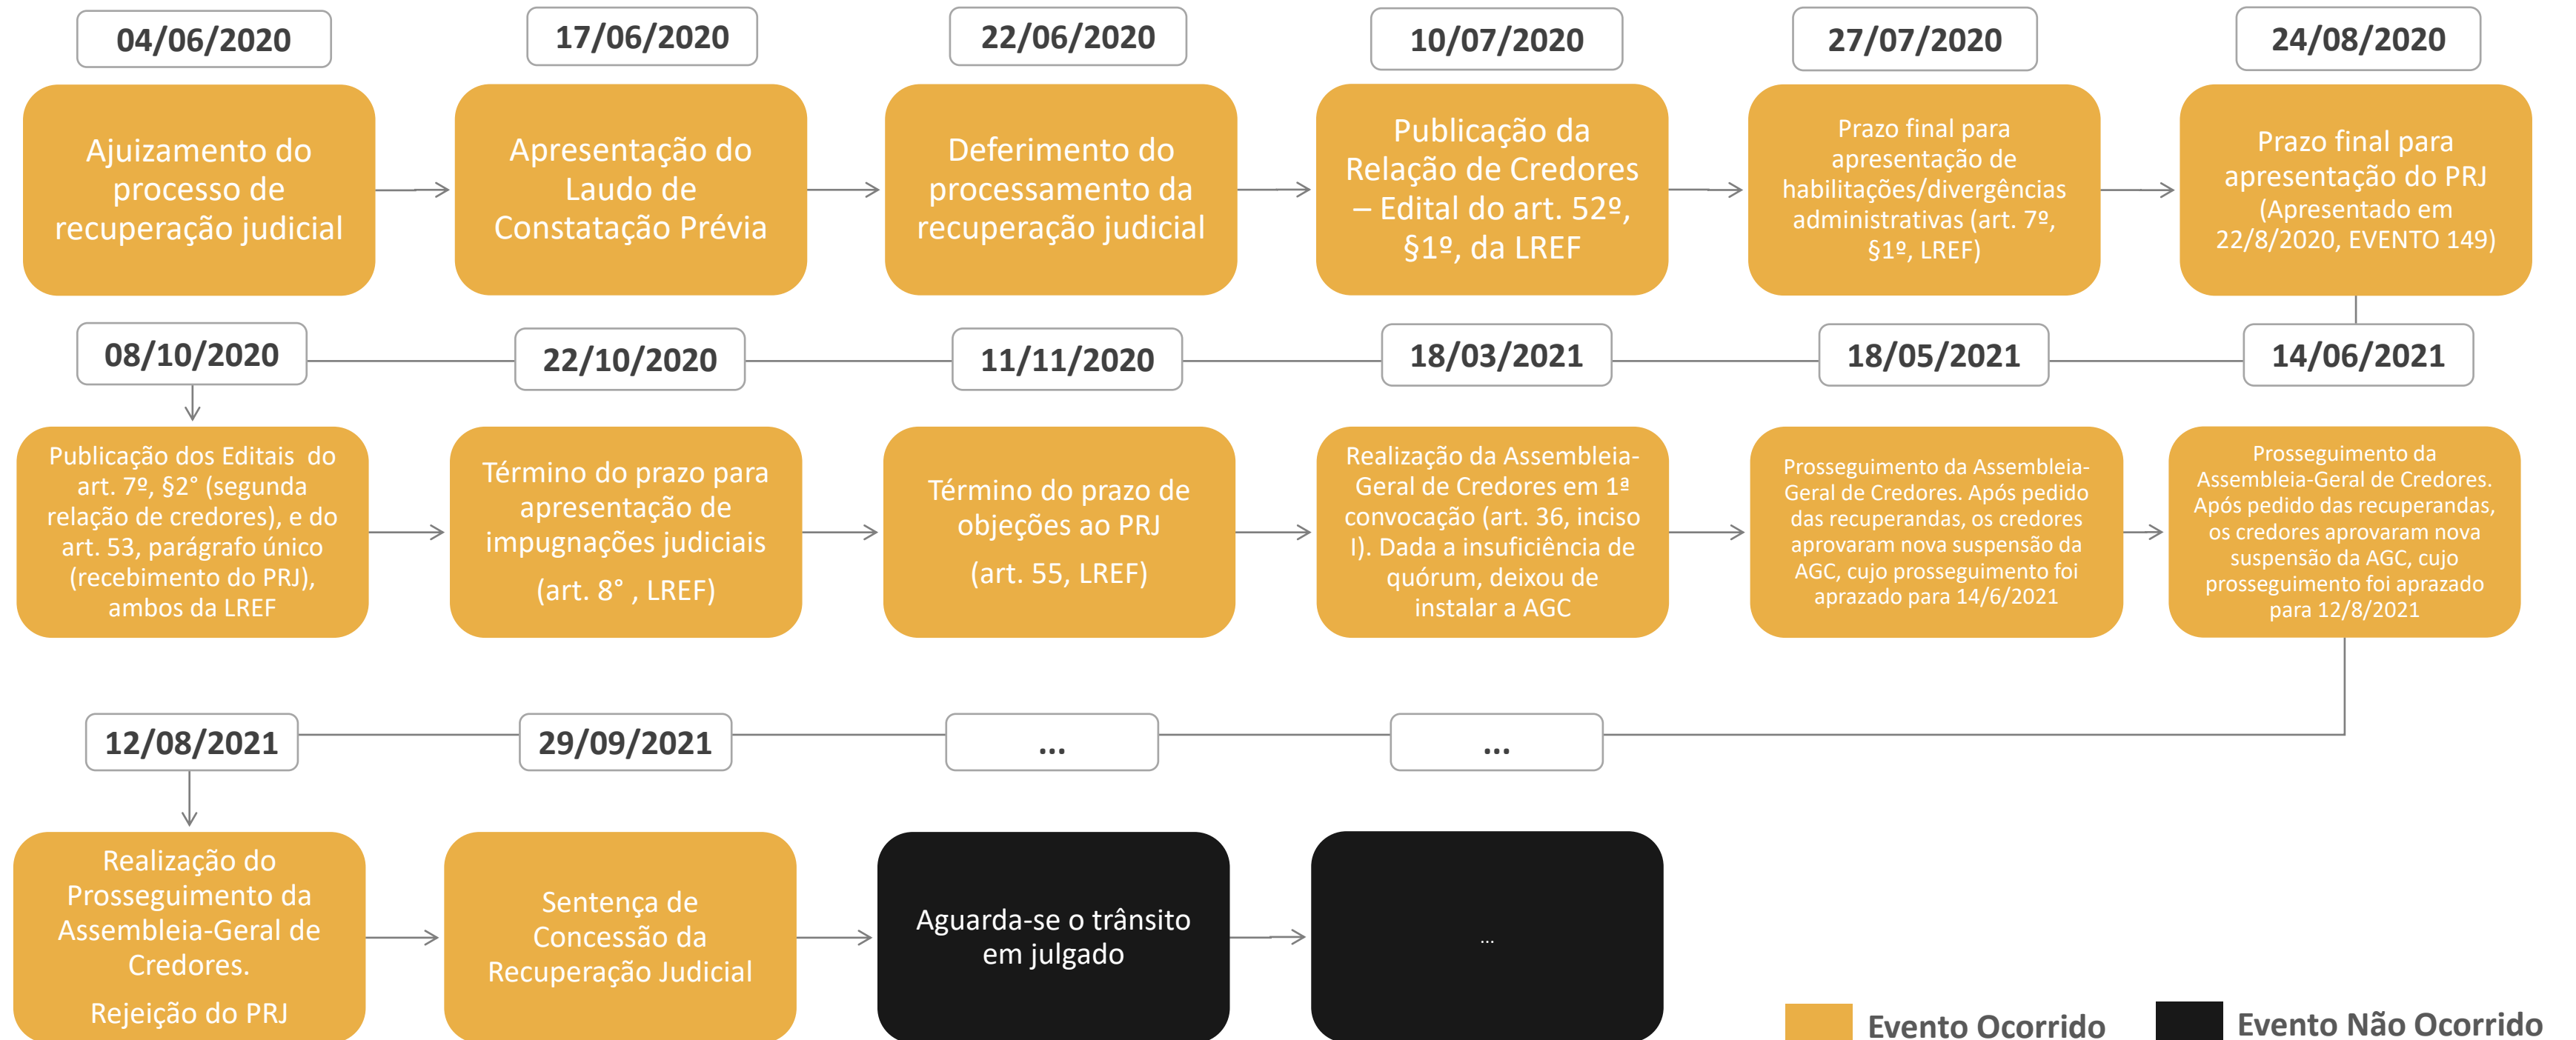 04/06/2020
17/06/2020
22/06/2020
10/07/2020
27/07/2020
24/08/2020
Ajuizamento do
processo de
recuperação judicial
Apresentação do
Laudo de
Constatação Prévia
Deferimento do
processamento da
recuperação judicial
Publicação da
Relação de Credores
– Edital do art. 52º,
§1º, da LREF
Prazo final para
apresentação de
habilitações/divergências
administrativas (art. 7º,
§1º, LREF)
Prazo final para
apresentação do PRJ
(Apresentado em
22/8/2020, EVENTO 149)
08/10/2020
22/10/2020
11/11/2020
18/03/2021
18/05/2021
14/06/2021
Publicação dos Editais do
art. 7º, §2° (segunda
relação de credores), e do
art. 53, parágrafo único
(recebimento do PRJ),
ambos da LREF
Término do prazo para
apresentação de
impugnações judiciais
(art. 8° , LREF)
Término do prazo de
objeções ao PRJ
(art. 55, LREF)
Realização da Assembleia-
Geral de Credores em 1ª
convocação (art. 36, inciso
I). Dada a insuficiência de
quórum, deixou de
instalar a AGC
Prosseguimento da Assembleia-
Geral de Credores. Após pedido
das recuperandas, os credores
aprovaram nova suspensão da
AGC, cujo prosseguimento foi
aprazado para 14/6/2021
Prosseguimento da
Assembleia-Geral de Credores.
Após pedido das recuperandas,
os credores aprovaram nova
suspensão da AGC, cujo
prosseguimento foi aprazado
para 12/8/2021
12/08/2021
29/09/2021
...
...
Realização do
Prosseguimento da
Assembleia-Geral de
Credores.
Rejeição do PRJ
Sentença de
Concessão da
Recuperação Judicial
Aguarda-se o trânsito
em julgado
...
Evento Ocorrido
Evento Não Ocorrido